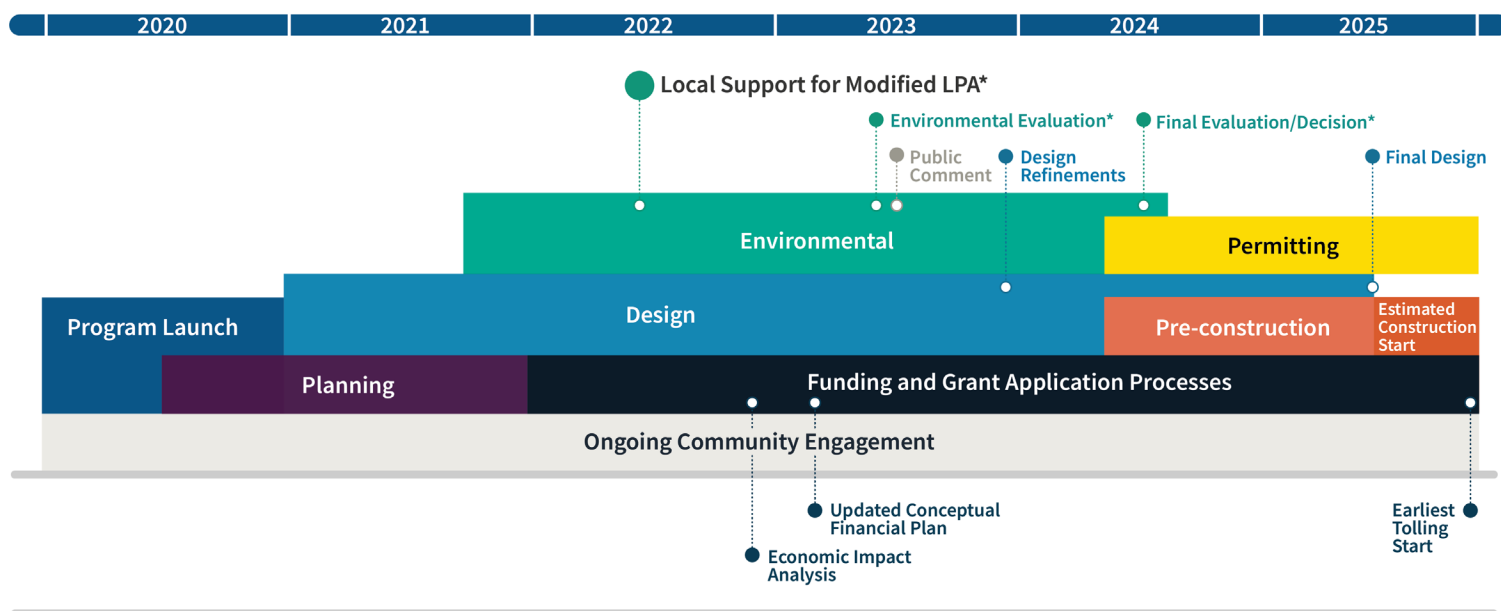 2020 2021 2022 2023 2024 2025
Local Support for Modified LPA*
Environmental Evaluation*
Final Evaluation/Decision*
Public
Comment
Design
Refinements
Final Design
Environmental
Permitting
Program Launch
Design
Pre-construction
Estimated
Construction
Start
Planning
Funding and Grant Application Processes
Ongoing Community Engagement
Updated Conceptual
Financial Plan
Earliest
Tolling
Start
Economic Impact
Analysis